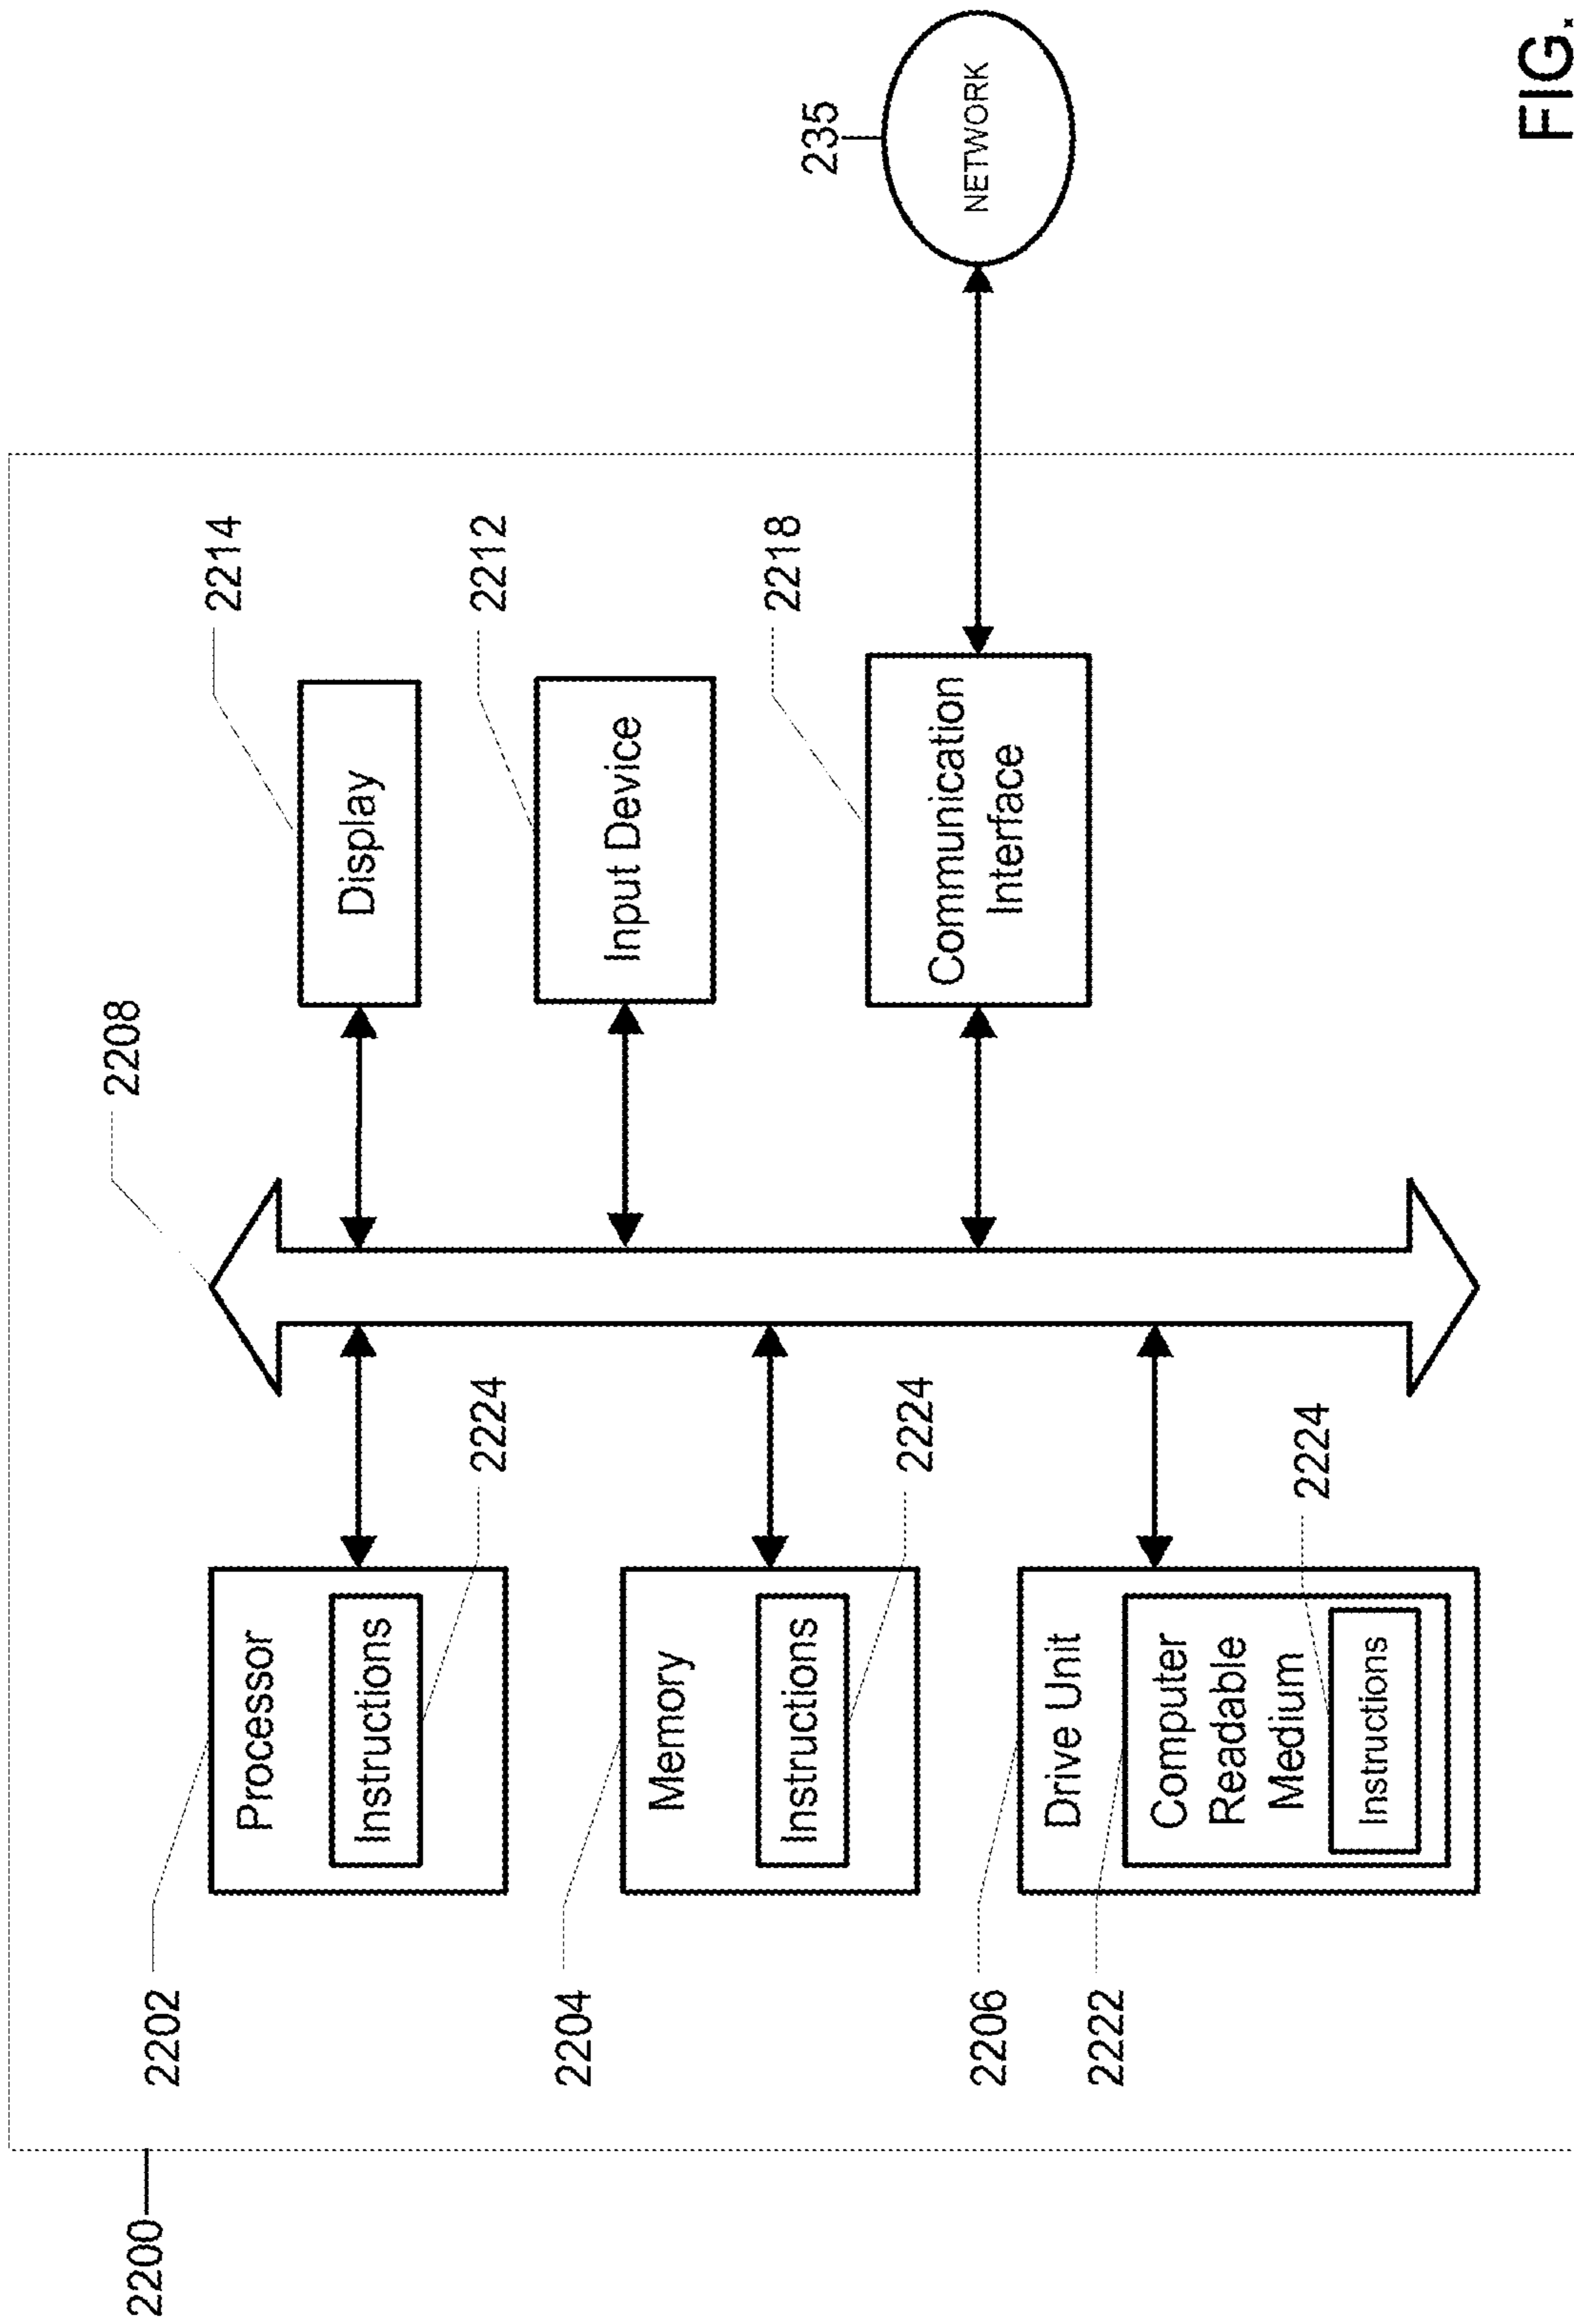 2200
2202
Processor
Instructions
2224
2204
Memory
Instructions
2224
2206
2222
Drive Unit
Computer
Readable
Medium
Instructions
2224
2208
2214
Display
2212
Input Device
2218
Communication
Interface
235
NETWORK
FIG.